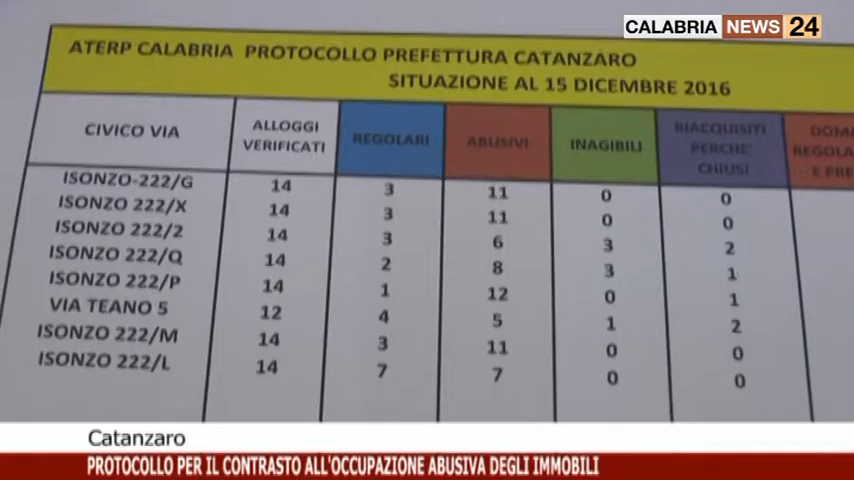 CALABRIA NEWS 24
ATERP CALABRIA PROTOCOLLO PREFETTURA CATANZARO
SITUAZIONE AL 15 DICEMBRE 2016
CIVICO VIA ALLOGGI VERIFICATI REGOLARI ABUSIVI INAGIBILI RIACQUISITI PERCHE' CHIUSI REGOLA E PRE
ISONZO-222/G 14 3 11 0 0
ISONZO 222/X 14 3 11 0 0
ISONZO 222/2 14 3 6 3 2
ISONZO 222/Q 14 2 8 3 1
ISONZO 222/P 14 1 12 0 1
VIA TEANO 5 12 4 5 1 2
ISONZO 222/M 14 3 11 0 0
ISONZO 222/L 14 7 7 0 0
Catanzaro
PROTOCOLLO PER IL CONTRASTO ALL'OCCUPAZIONE ABUSIVA DEGLI IMMOBILI